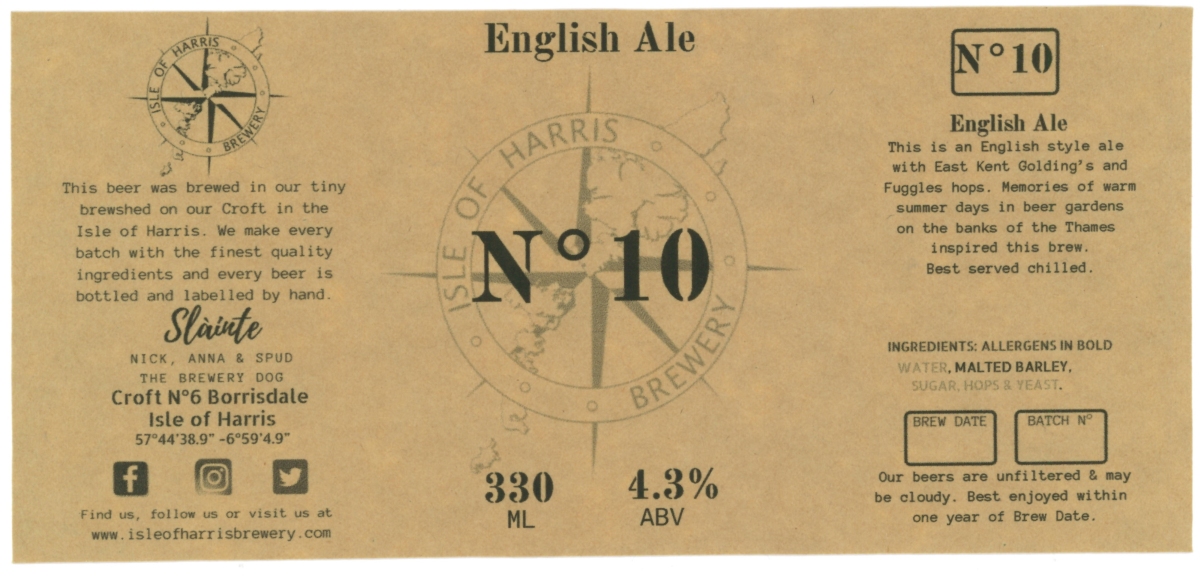 ISLE OF HARRIS
BREWERY
This beer was brewed in our tiny
brewshed on our Croft in the
Isle of Harris. We make every
batch with the finest quality
ingredients and every beer is
bottled and labelled by hand.
Slàinte
NICK, ANNA & SPUD
THE BREWERY DOG
Croft N°6 Borrisdale
Isle of Harris
57°44'38.9” -6°59'4.9”
Find us, follow us or visit us at
www.isleofharrisbrewery.com
English Ale
ISLE OF HARRIS
BREWERY
N°10
330
ML
4.3%
ABV
N°10
English Ale
This is an English style ale
with East Kent Golding’s and
Fuggles hops. Memories of warm
summer days in beer gardens
on the banks of the Thames
inspired this brew.
Best served chilled.
INGREDIENTS: ALLERGENS IN BOLD
WATER, MALTED BARLEY,
SUGAR, HOPS & YEAST.
BREW DATE
BATCH N°
Our beers are unfiltered & may
be cloudy. Best enjoyed within
one year of Brew Date.